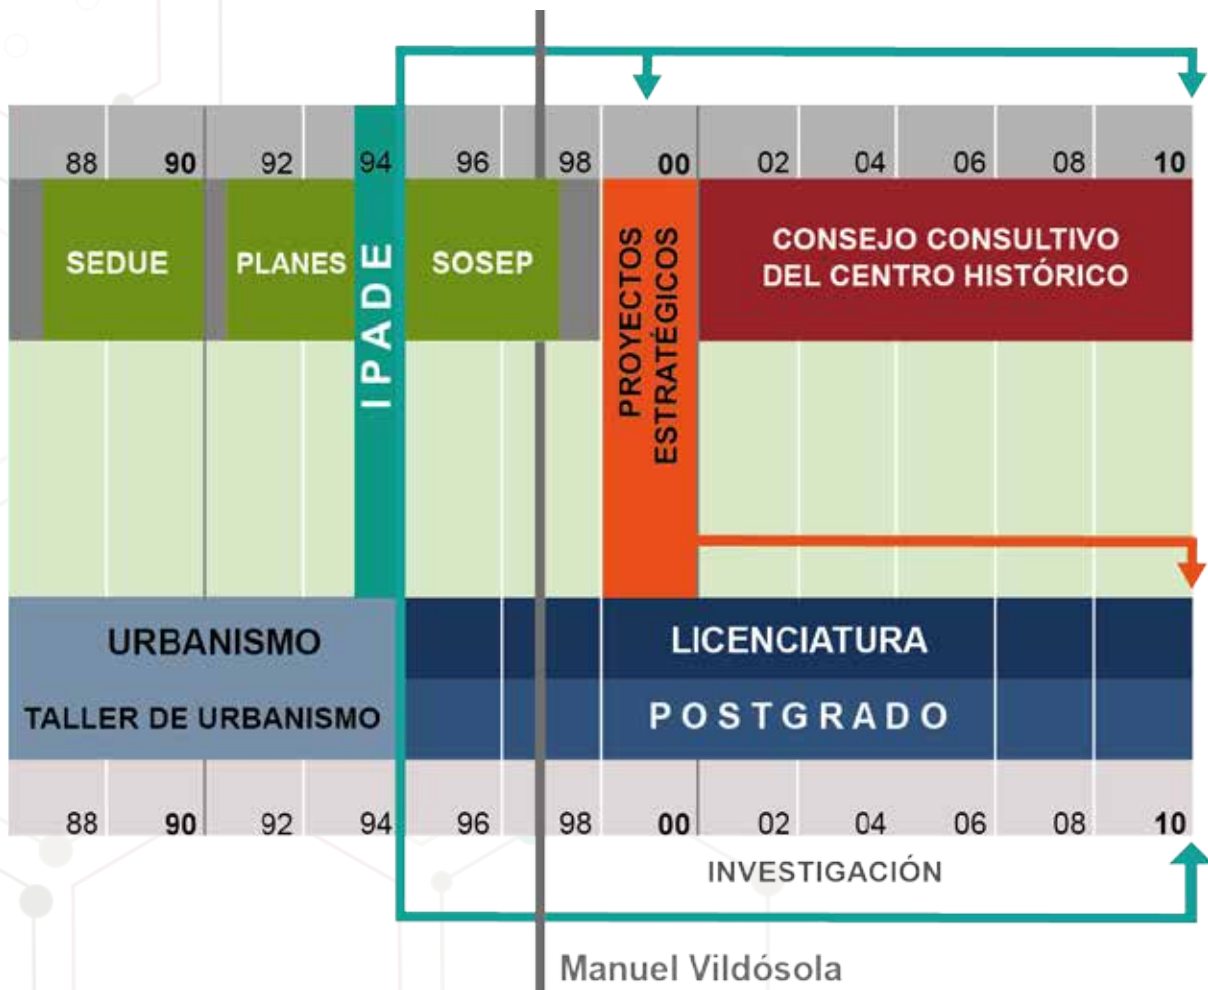 88 90 92 94 96 98 00 02 04 06 08 10
SEDUE
PLANES
IPADE
SOSEP
PROYECTOS
ESTRATÉGICOS
CONSEJO CONSULTIVO
DEL CENTRO HISTÓRICO
URBANISMO
LICENCIATURA
TALLER DE URBANISMO
POSTGRADO
88 90 92 94 96 98 00 02 04 06 08 10
INVESTIGACIÓN
Manuel Vildósola